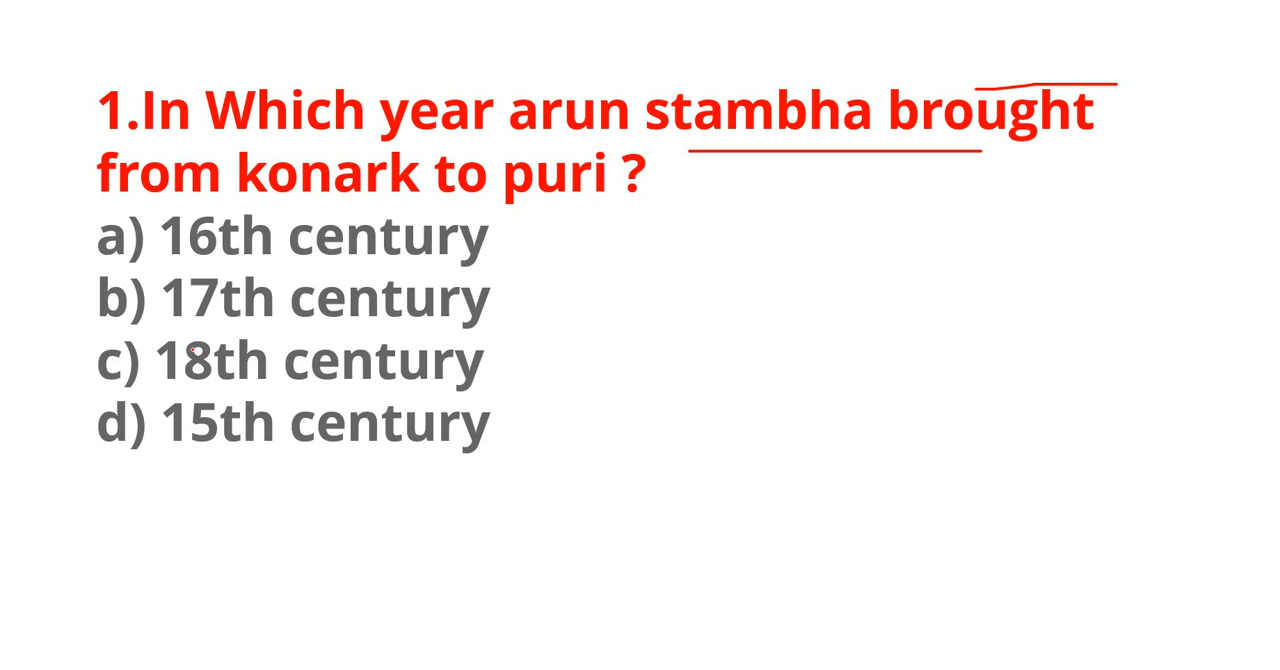 1.In Which year arun stambha brought
from konark to puri ?
a) 16th century
b) 17th century
c) 18th century
d) 15th century